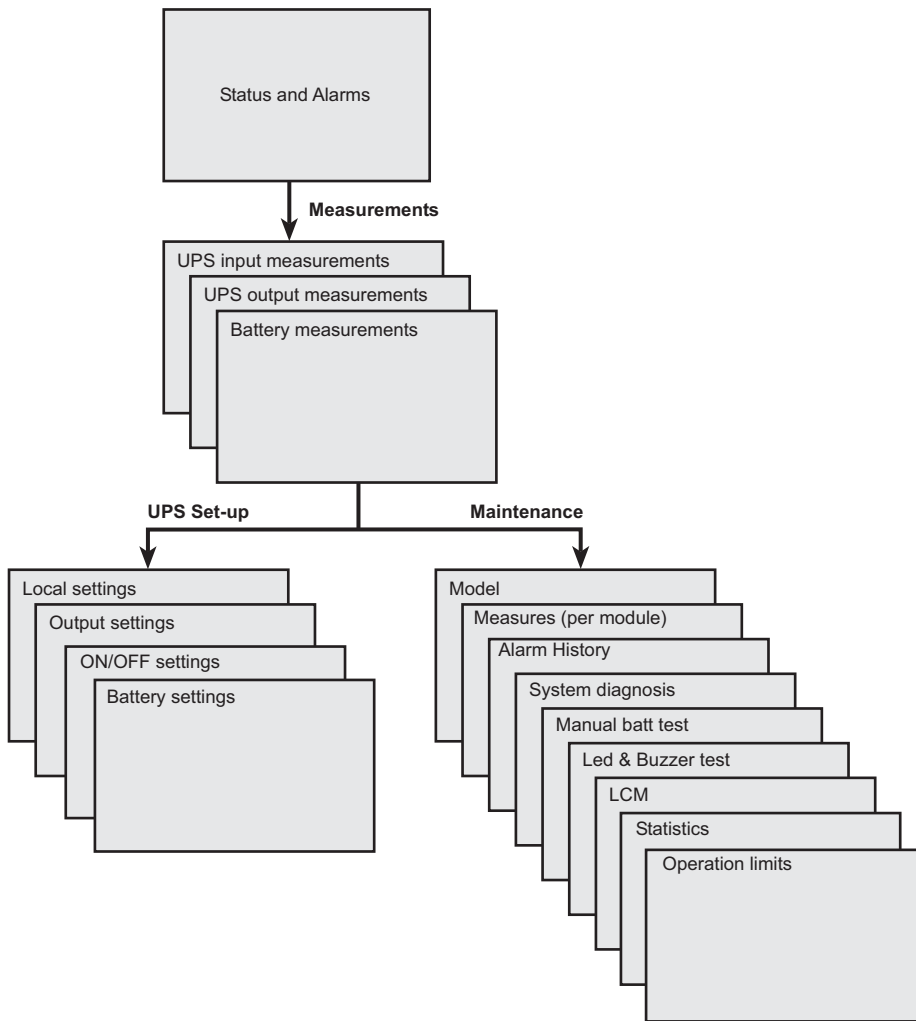 Status and Alarms
Measurements
UPS input measurements
UPS output measurements
Battery measurements
UPS Set-up
Maintenance
Local settings
Output settings
ON/OFF settings
Battery settings
Model
Measures (per module)
Alarm History
System diagnosis
Manual batt test
Led & Buzzer test
LCM
Statistics
Operation limits